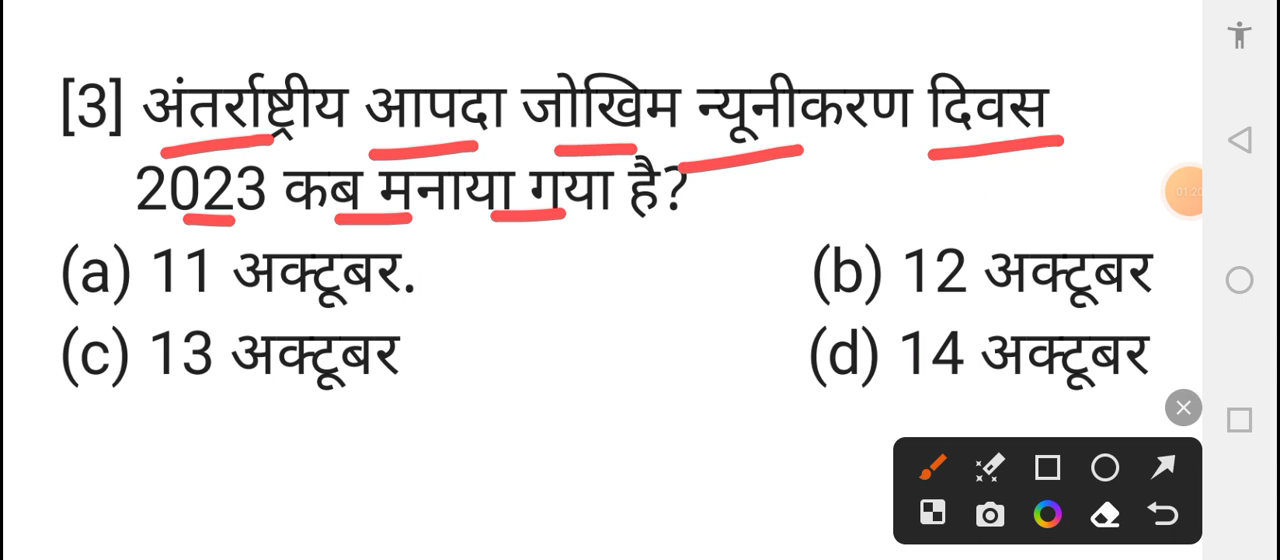 [3] अंतर्राष्ट्रीय आपदा जोखिम न्यूनीकरण दिवस
2023 कब मनाया गया है?
(a) 11 अक्टूबर. (b) 12 अक्टूबर
(c) 13 अक्टूबर (d) 14 अक्टूबर